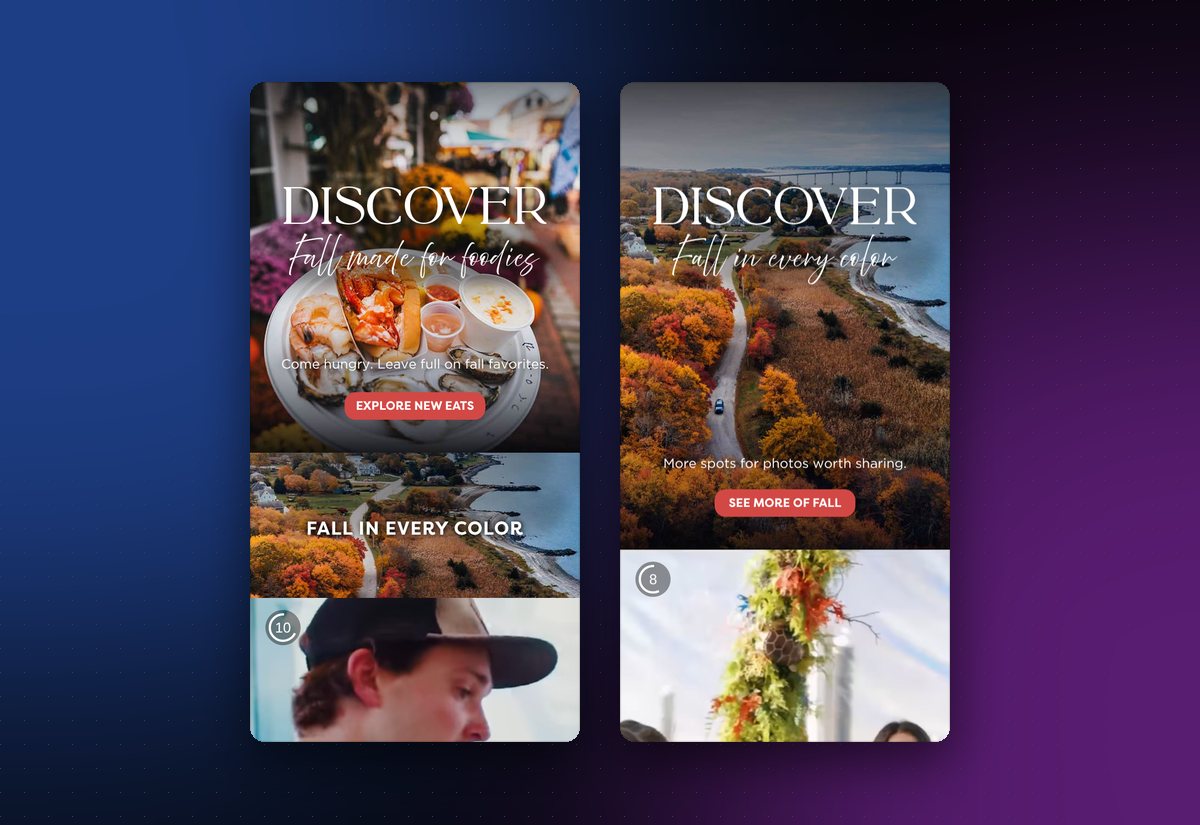 DISCOVER
Fall made for foodies
Come hungry. Leave full on fall favorites.
EXPLORE NEW EATS
FALL IN EVERY COLOR
10
DISCOVER
Fall in every color
More spots for photos worth sharing.
SEE MORE OF FALL
8